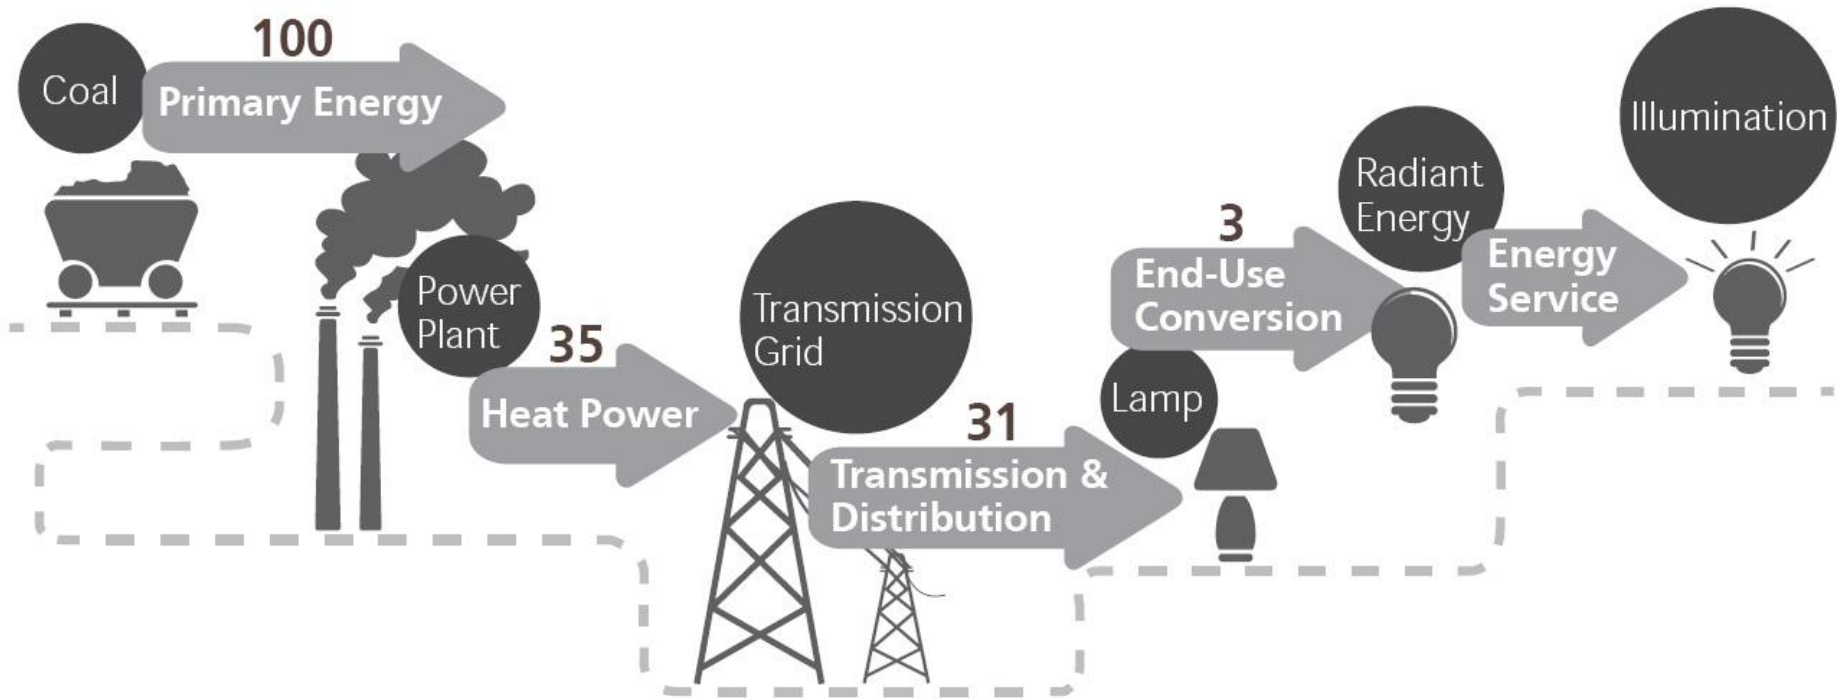 Coal
100
Primary Energy
Power
Plant
35
Heat Power
Transmission
Grid
31
Transmission &
Distribution
Lamp
3
End-Use
Conversion
Radiant
Energy
Energy
Service
Illumination